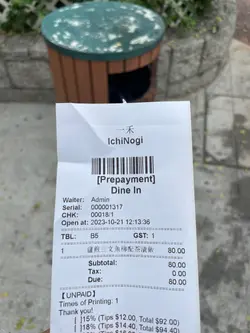 一禾
IchiNogi
[Prepayment]
Dine In
Waiter: Admin
Serial: 000001317
CHK: 00018/1
Open at: 2023-10-21 12:13:36
TBL: B5 GST: 1
1 80.00
Subtotal: 80.00
Tax: 0.00
Due: 80.00
【UNPAID】
Times of Printing: 1
Thank you!
[ ]15% (Tips $12.00, Total $92.00)
[ ]18% (Tips $14.40, Total $94.40)